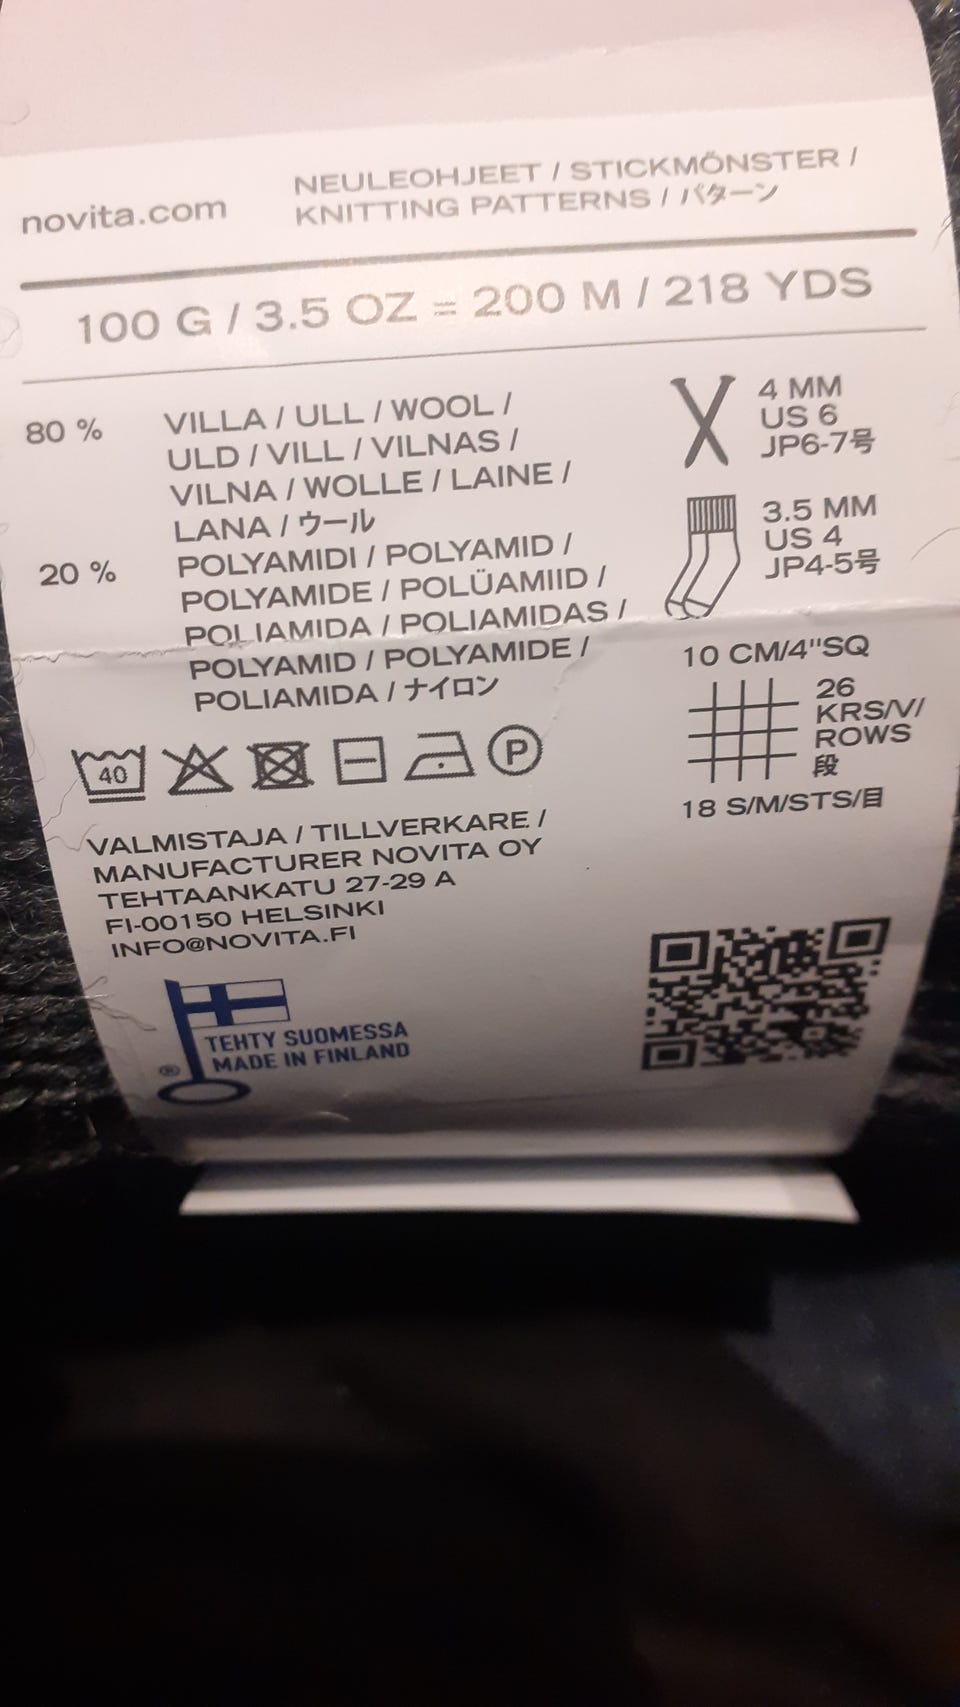 novita.com
NEULEOHJEET / STICKMÖNSTER /
KNITTING PATTERNS / パターン
100 G / 3.5 OZ = 200 M / 218 YDS
80 %
VILLA / ULL / WOOL /
ULD / VILL / VILNAS /
VILNA / WOLLE / LAINE /
LANA / ウール
20 %
POLYAMIDI / POLYAMID /
POLYAMIDE / POLÜAMIID /
POLIAMIDA / POLIAMIDAS /
POLYAMID / POLYAMIDE /
POLIAMIDA / ナイロン
4 MM
US 6
JP6-7号
3.5 MM
US 4
JP4-5号
10 CM/4"SQ
26
KRS/V/
ROWS
段
18 S/M/STS/目
40
P
VALMISTAJA / TILLVERKARE /
MANUFACTURER NOVITA OY
TEHTAANKATU 27-29 A
FI-00150 HELSINKI
INFO@NOVITA.FI
TEHTY SUOMESSA
® MADE IN FINLAND